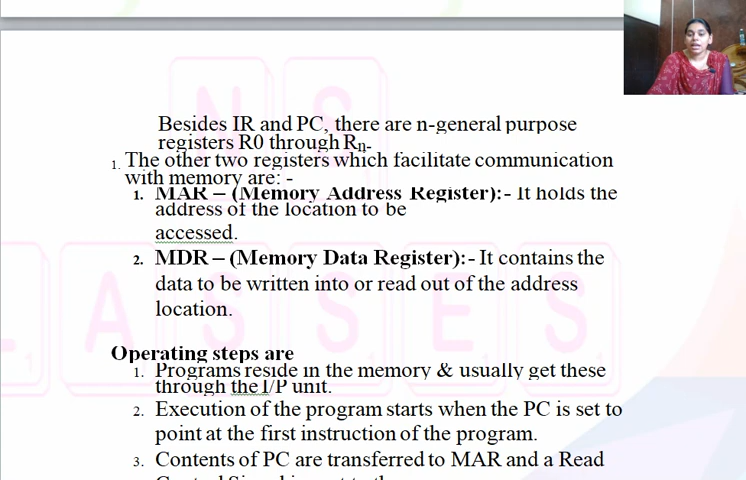 Besides IR and PC, there are n-general purpose
registers R0 through Rn-
1. The other two registers which facilitate communication
with memory are: -
1. MAR – (Memory Address Register):- It holds the
address of the location to be
accessed.
2. MDR – (Memory Data Register):- It contains the
data to be written into or read out of the address
location.
Operating steps are
1. Programs reside in the memory & usually get these
through the I/P unit.
2. Execution of the program starts when the PC is set to
point at the first instruction of the program.
3. Contents of PC are transferred to MAR and a Read
N S
L A S S E S